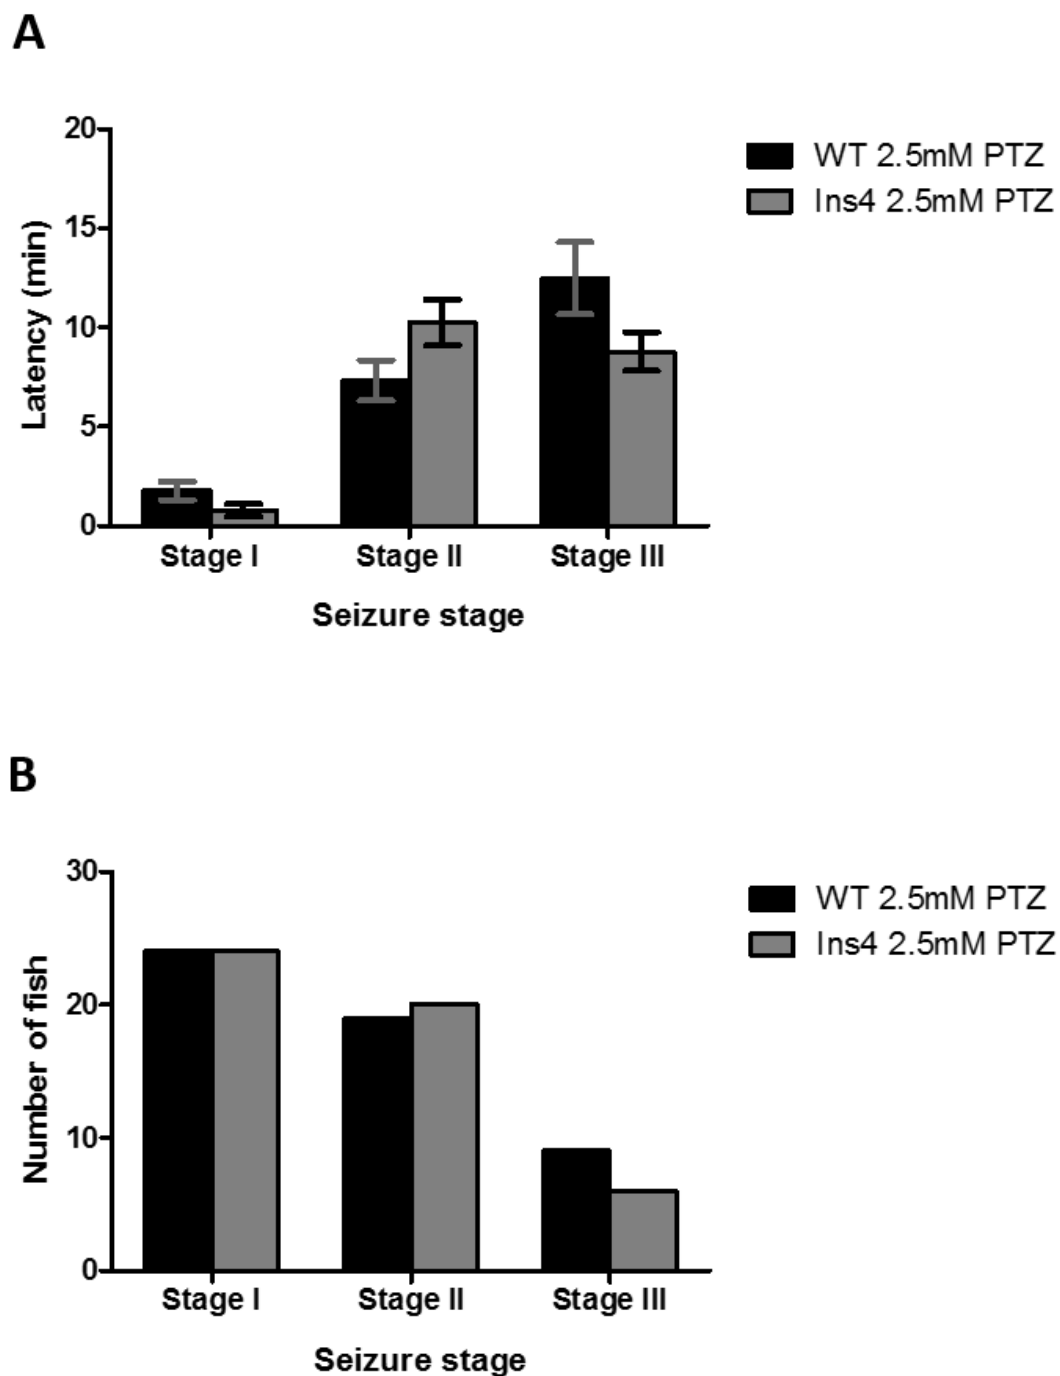 A
20
15
10
5
0
Latency (min)
WT 2.5mM PTZ
Ins4 2.5mM PTZ
Stage I
Stage II
Stage III
Seizure stage
B
30
20
10
0
Number of fish
WT 2.5mM PTZ
Ins4 2.5mM PTZ
Stage I
Stage II
Stage III
Seizure stage